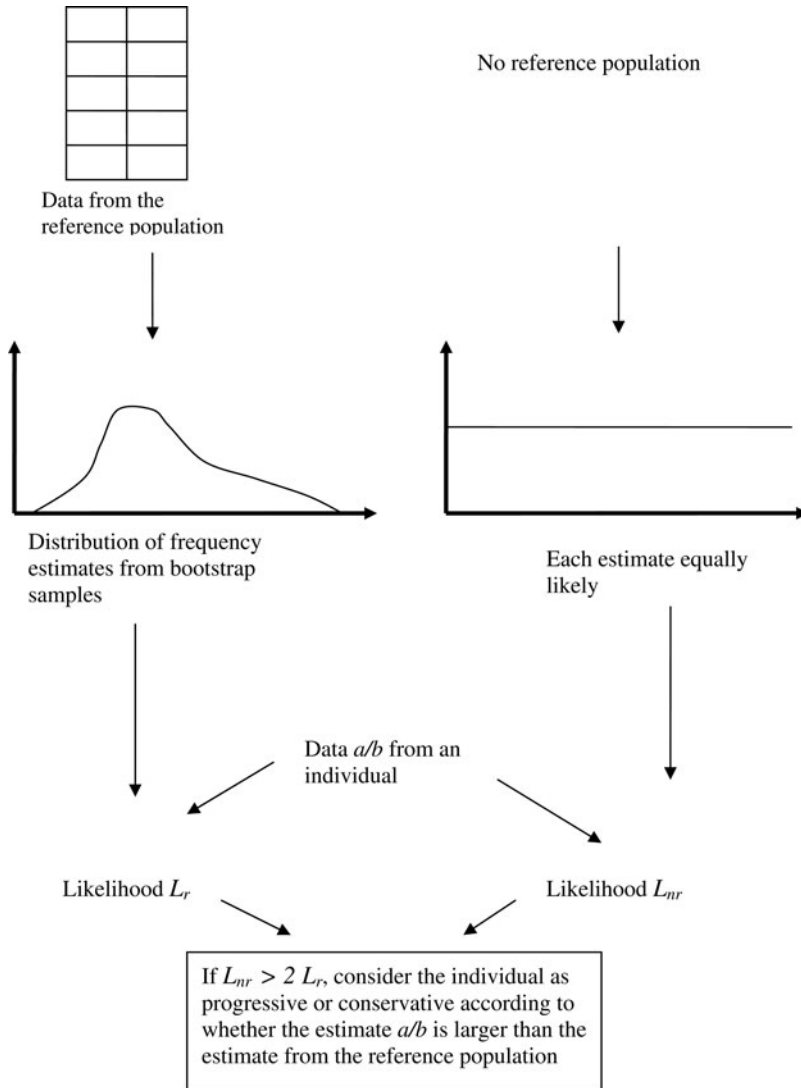 No reference population
Data from the
reference population
Distribution of frequency
estimates from bootstrap
samples
Each estimate equally
likely
Data a/b from an
individual
Likelihood Lr
Likelihood Lnr
If Lnr > 2 Lr, consider the individual as
progressive or conservative according to
whether the estimate a/b is larger than the
estimate from the reference population